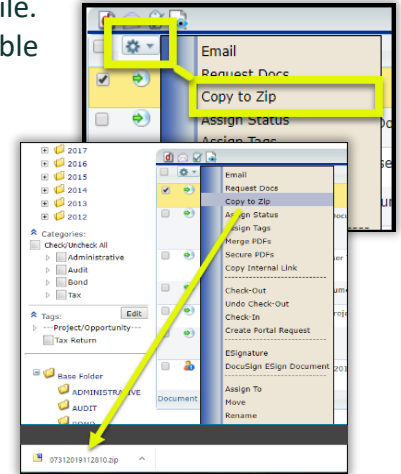 ile.
ble
Email
Request Docs
Copy to Zip
Assign Status
Assign Tags
2017
2016
2015
2014
2013
2012
Categories:
Check/Uncheck All
Administrative
Audit
Bond
Tax
Tags:
Edit
---Project/Opportunity---
Tax Return
Base Folder
ADMINISTRATIVE
AUDIT
BOND
Email
Request Docs
Copy to Zip
Assign Status
Assign Tags
Merge PDFs
Secure PDFs
Copy Internal Link
Check-Out
Undo Check-Out
Check-In
Create Portal Request
ESignature
DocuSign ESign Document
201
Assign To
Document
Move
Rename
07312019112810.zip